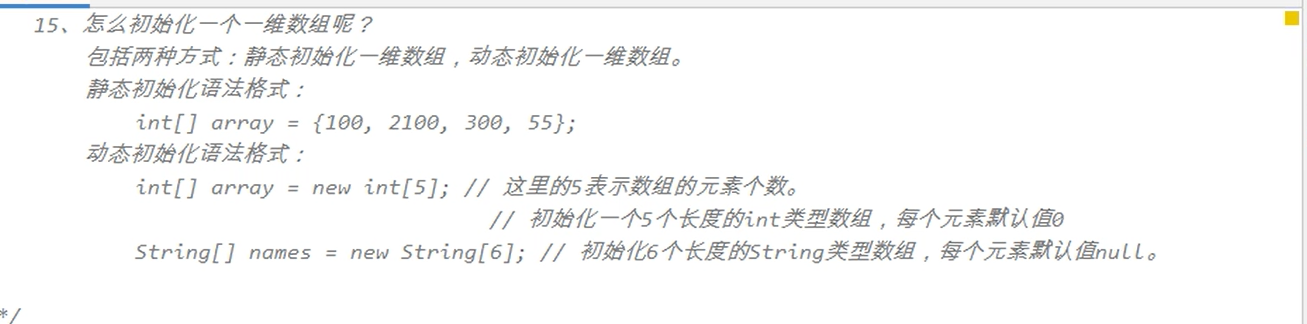 15、怎么初始化一个一维数组呢？
包括两种方式：静态初始化一维数组，动态初始化一维数组。
静态初始化语法格式：
int[] array = {100, 2100, 300, 55};
动态初始化语法格式：
int[] array = new int[5]; // 这里的5表示数组的元素个数。
// 初始化一个5个长度的int类型数组，每个元素默认值0
String[] names = new String[6]; // 初始化6个长度的String类型数组，每个元素默认值null。
*/